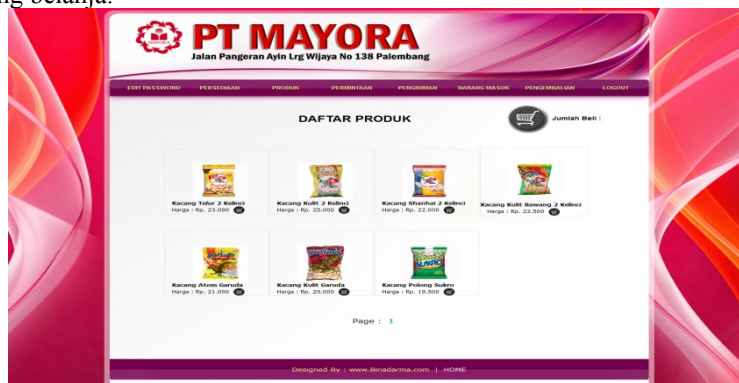 ng belanja.
PT MAYORA
Jalan Pangeran Ayin Lrg Wijaya No 138 Palembang
EDIT PASSWORD PERSEDIAAN PRODUK PERMINTAAN PENGIRIMAN BARANG MASUK PENGEMBALIAN LOGOUT
DAFTAR PRODUK
Jumlah Beli :
Kacang Telur 2 Kelinci Kacang Kulit 2 Kelinci Kacang Shanhai 2 Kelinci Kacang Kulit Bawang 2 Kelinci
Harga : Rp. 23.000 Harga : Rp. 25.000 Harga : Rp. 22.000 Harga : Rp. 23.500
garuda garuda SUKRO
Kacang Atom Garuda Kacang Kulit Garuda Kacang Polong Sukro
Harga : Rp. 21.000 Harga : Rp. 25.000 Harga : Rp. 19.500
Page : 1
Designed By : www.Binadarma.com | HOME